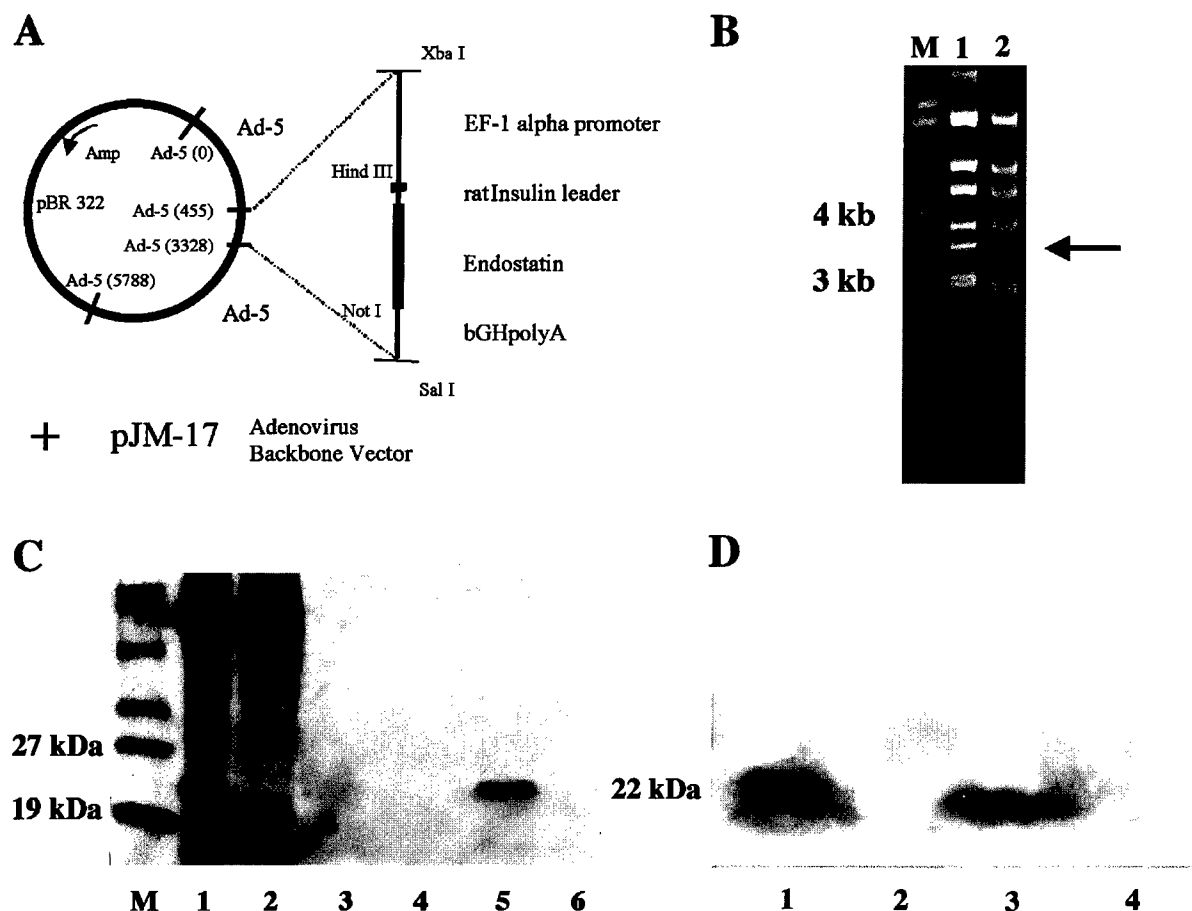 A
Xba I
Ad-5
EF-1 alpha promoter
Amp
Ad-5 (0)
Hind III
pBR 322
Ad-5 (455)
ratInsulin leader
Ad-5 (3328)
Endostatin
Ad-5 (5788)
Ad-5
Not I
bGHpolyA
Sal I
+ pJM-17 Adenovirus
Backbone Vector
B
M 1 2
4 kb
3 kb
C
27 kDa
19 kDa
M 1 2 3 4 5 6
D
22 kDa
1 2 3 4